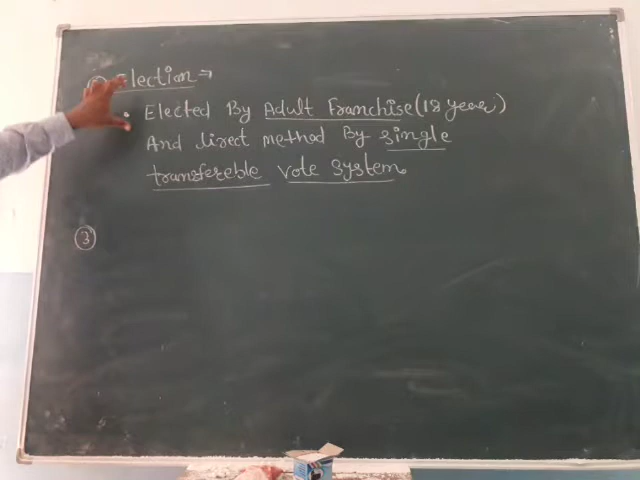 Election →
• Elected By Adult Franchise (18 year)
And direct method By single
transfereble vote system.
③